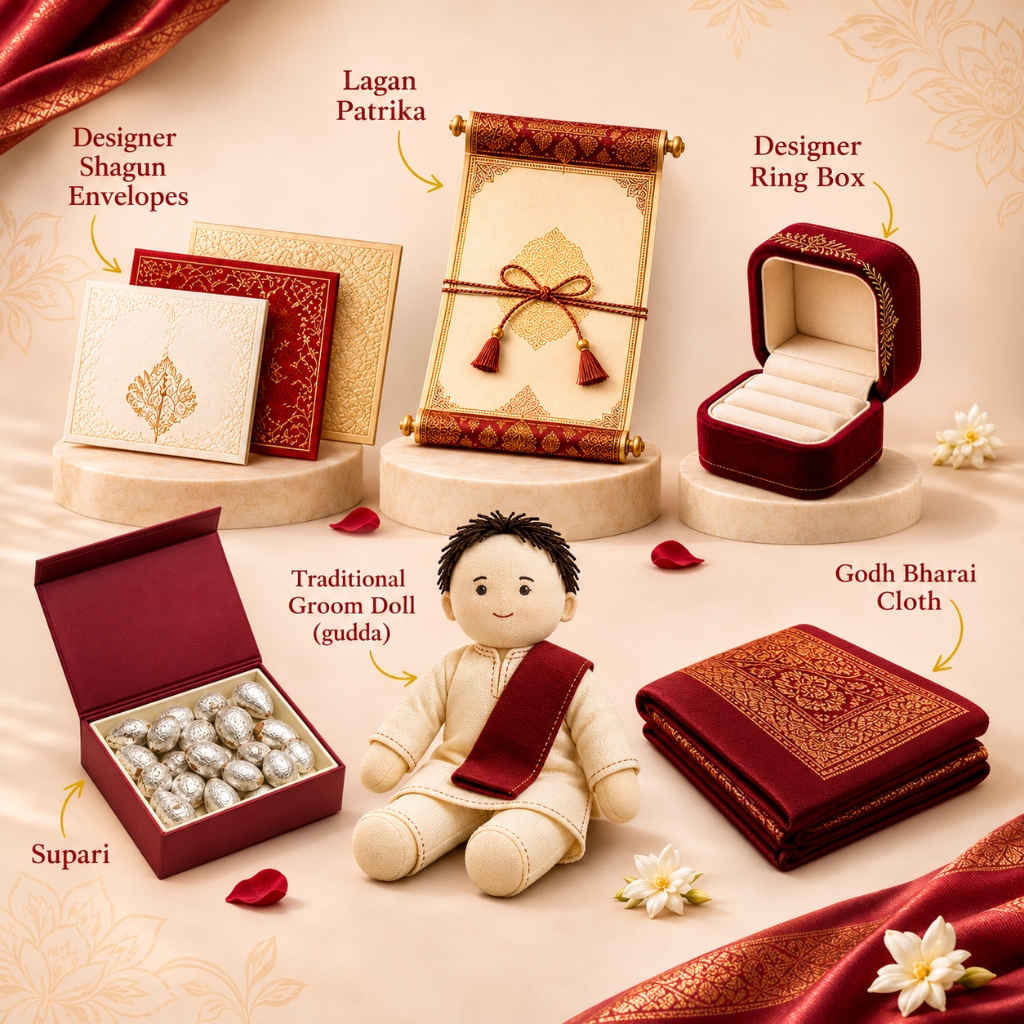 Lagan
Patrika
Designer
Shagun
Envelopes
Designer
Ring Box
Traditional
Groom Doll
(gudda)
Godh Bharai
Cloth
Supari